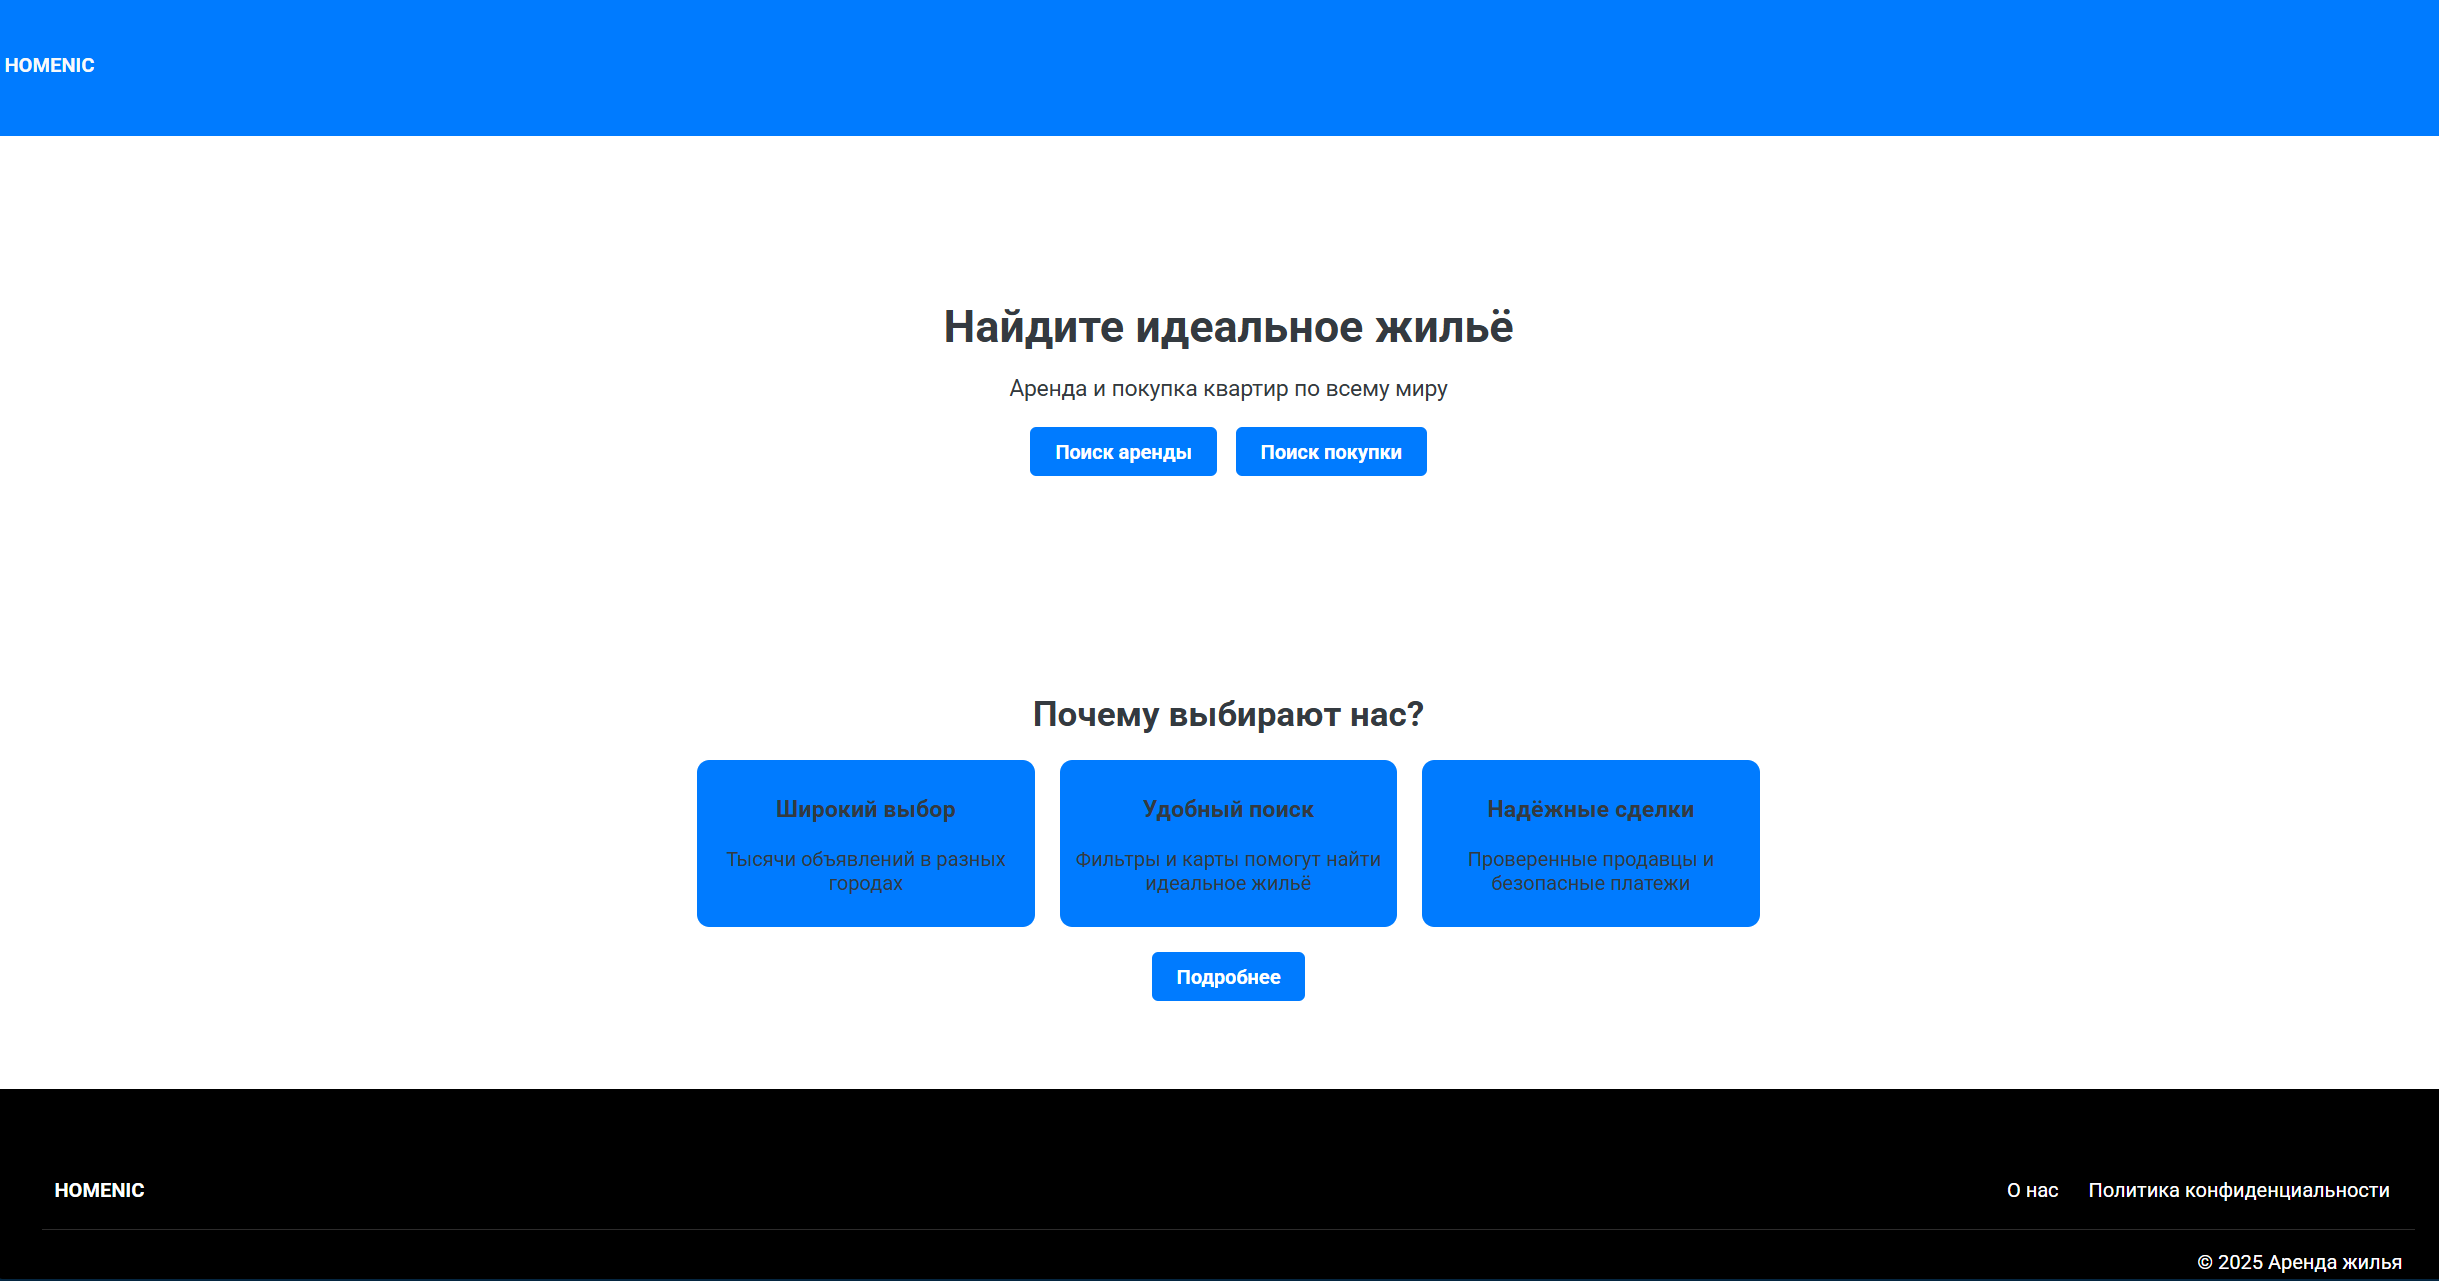 HOMENIC
Найдите идеальное жильё
Аренда и покупка квартир по всему миру
Поиск аренды
Поиск покупки
Почему выбирают нас?
Широкий выбор
Тысячи объявлений в разных
городах
Удобный поиск
Фильтры и карты помогут найти
идеальное жильё
Надёжные сделки
Проверенные продавцы и
безопасные платежи
Подробнее
HOMENIC
О нас
Политика конфиденциальности
© 2025 Аренда жилья